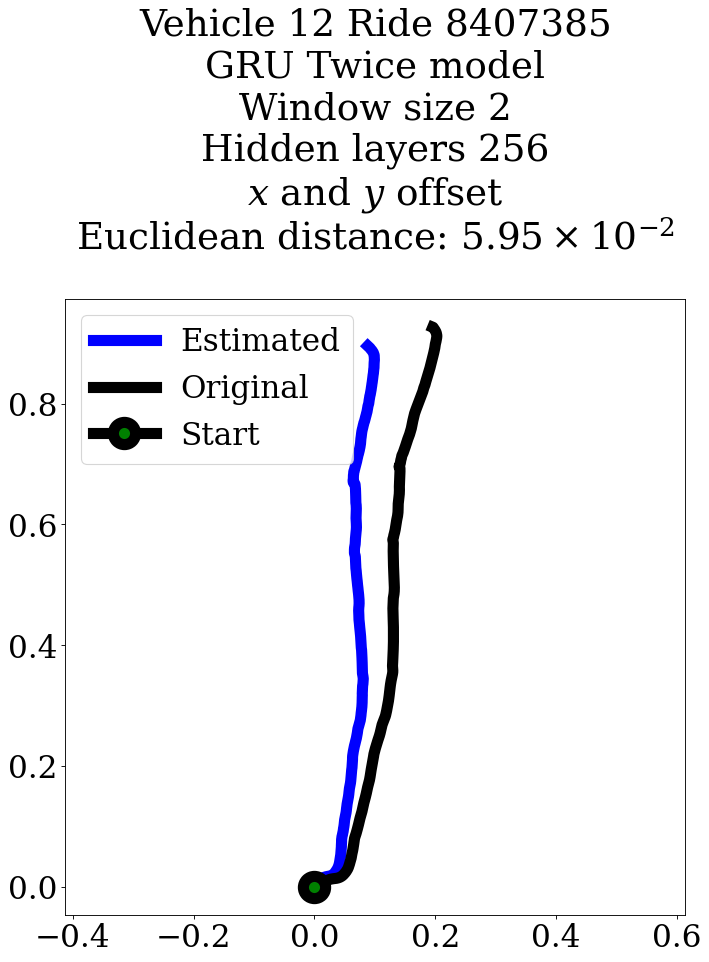 Vehicle 12 Ride 8407385
GRU Twice model
Window size 2
Hidden layers 256
x and y offset
Euclidean distance: 5.95 × 10⁻²
Estimated
Original
Start
0.8
0.6
0.4
0.2
0.0
−0.4 −0.2 0.0 0.2 0.4 0.6